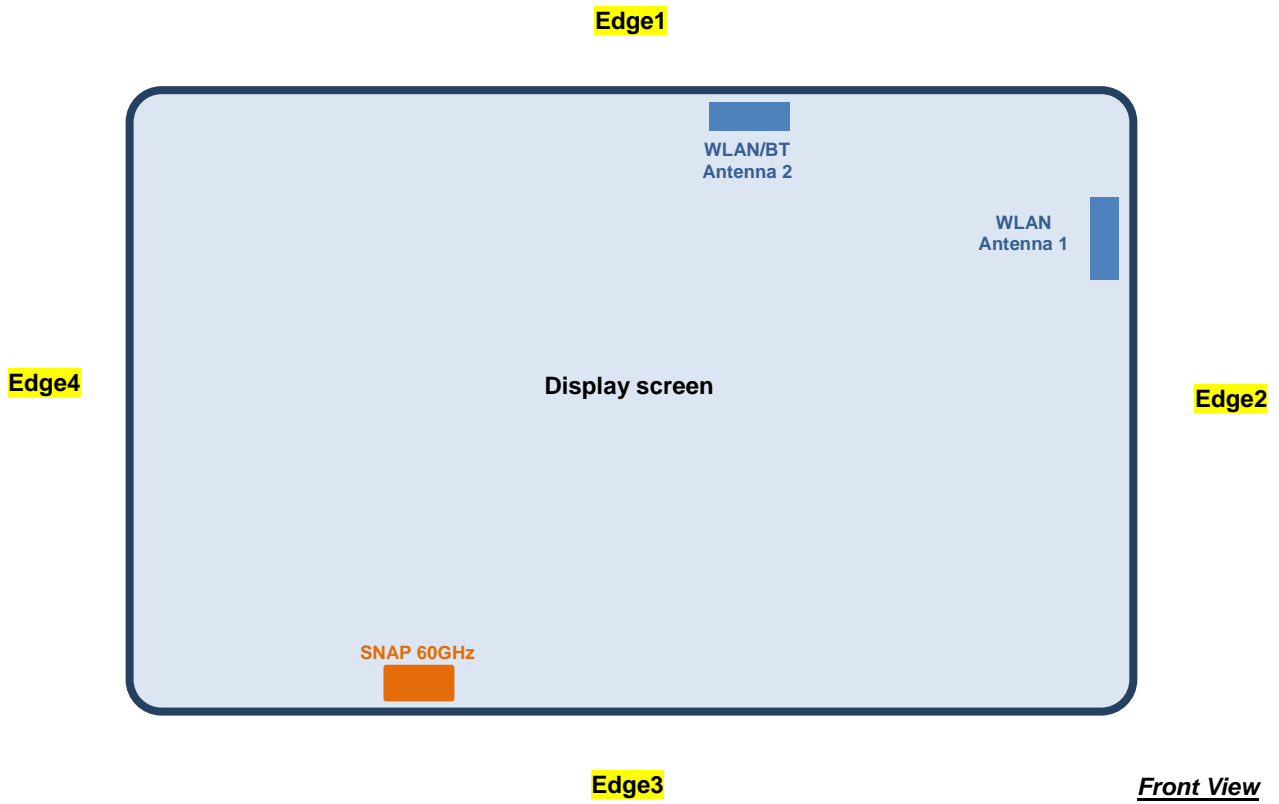 Edge1
WLAN/BT
Antenna 2
WLAN
Antenna 1
Edge4
Display screen
Edge2
SNAP 60GHz
Edge3
Front View